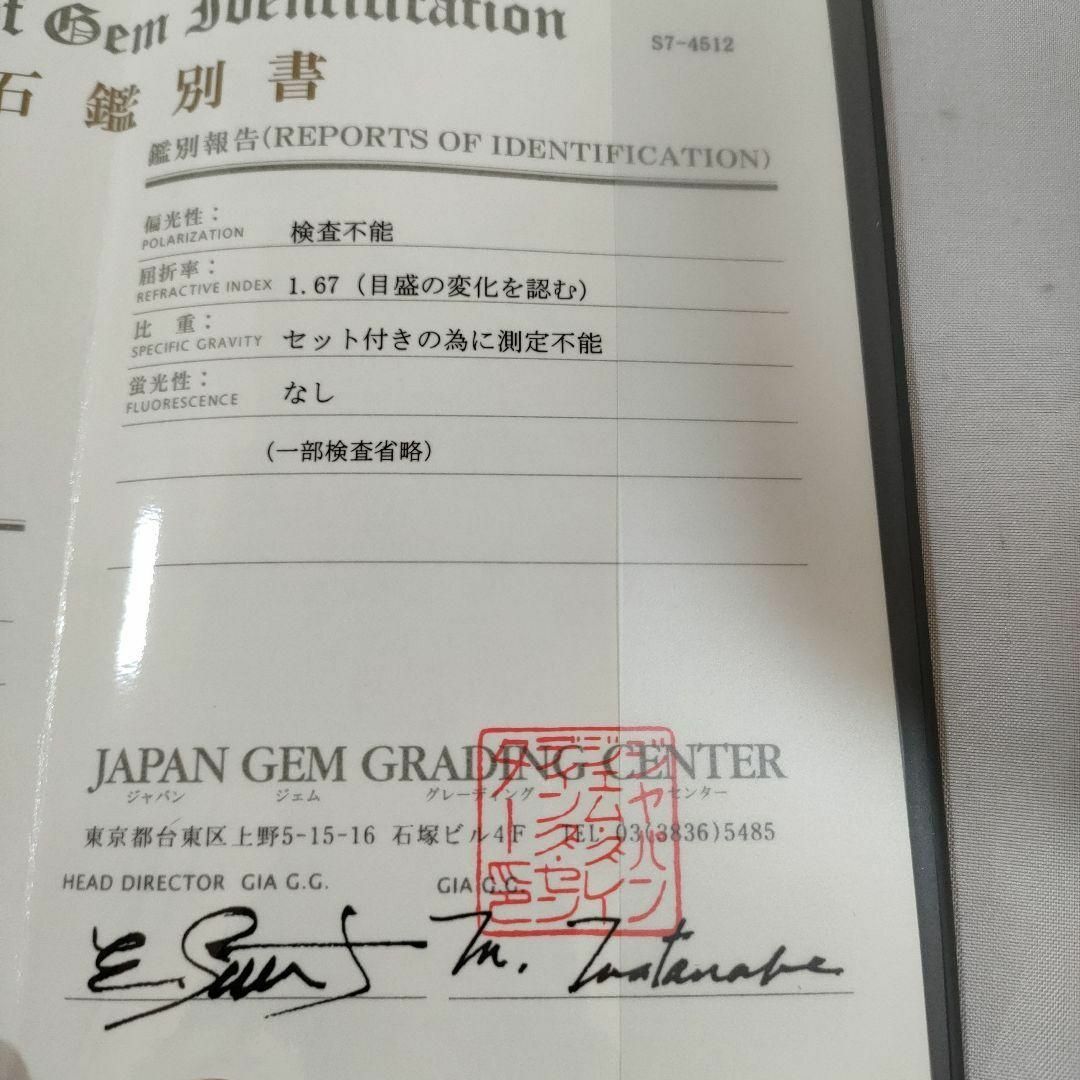 Gem Identification
S7-4512
石鑑別書
鑑別報告(REPORTS OF IDENTIFICATION)
偏光性：
POLARIZATION
検査不能
屈折率：
REFRACTIVE INDEX
1.67 (目盛の変化を認む)
比 重：
SPECIFIC GRAVITY
セット付きの為に測定不能
蛍光性：
FLUORESCENCE
なし
(一部検査省略)
JAPAN GEM GRADING CENTER
ジャパン ジェム グレーディング センター
東京都台東区上野5-15-16 石塚ビル4F TEL 03(3836)5485
HEAD DIRECTOR GIA G.G.
GIA G.G.
M. Watanabe